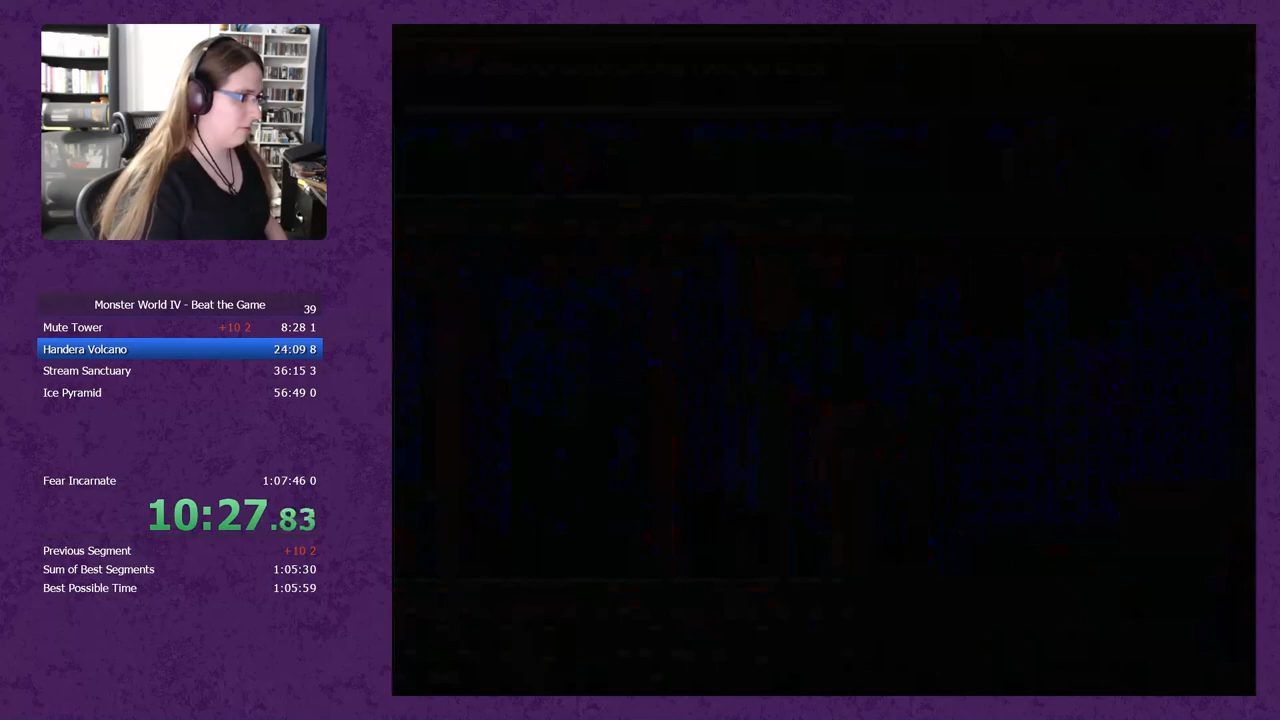 Monster World IV - Beat the Game
39
Mute Tower +10 2 8:28 1
Handera Volcano 24:09 8
Stream Sanctuary 36:15 3
Ice Pyramid 56:49 0
Fear Incarnate 1:07:46 0
10:27.83
Previous Segment +10 2
Sum of Best Segments 1:05:30
Best Possible Time 1:05:59